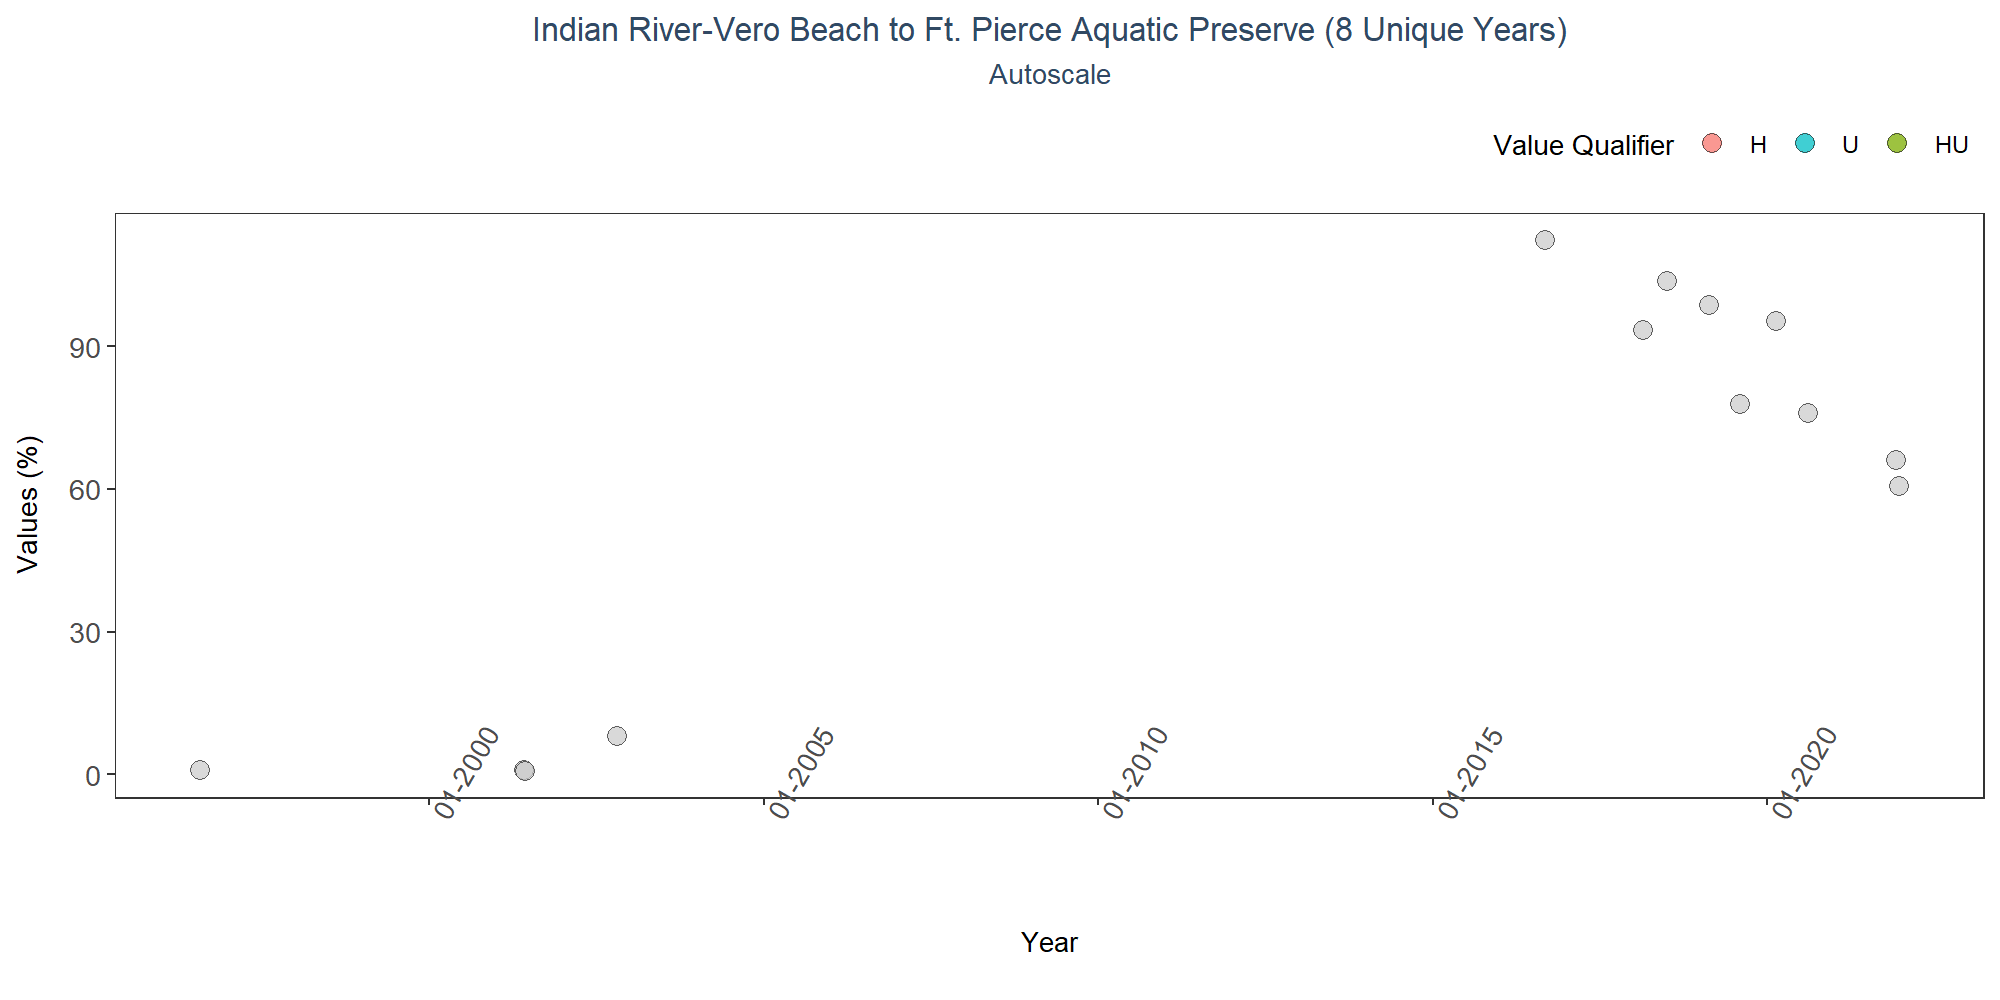 Indian River-Vero Beach to Ft. Pierce Aquatic Preserve (8 Unique Years)
Autoscale
Value Qualifier H U HU
Values (%)
90
60
30
0
01-2000 01-2005 01-2010 01-2015 01-2020
Year